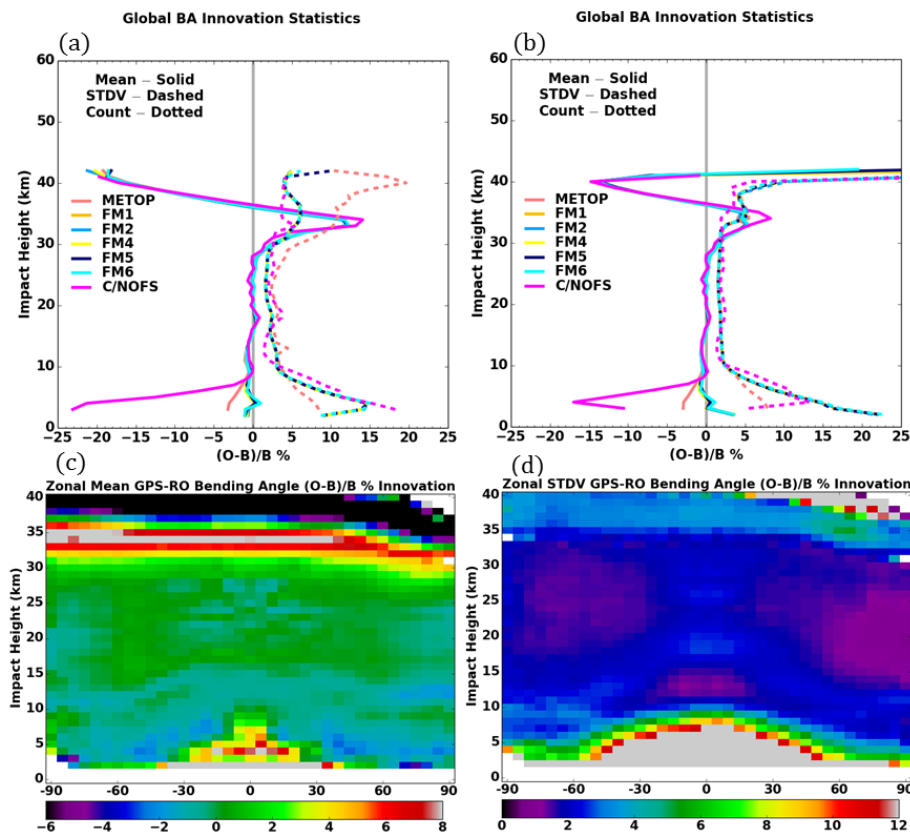 Global BA Innovation Statistics
(a)
60
50
40
30
20
10
0
Impact Height (km)
Mean – Solid
STDV – Dashed
Count – Dotted
METOP
FM1
FM2
FM4
FM5
FM6
C/NOFS
−25 −20 −15 −10 −5 0 5 10 15 20 25
(O-B)/B %
Global BA Innovation Statistics
(b)
60
50
40
30
20
10
0
Impact Height (km)
Mean – Solid
STDV – Dashed
Count – Dotted
METOP
FM1
FM2
FM4
FM5
FM6
C/NOFS
−25 −20 −15 −10 −5 0 5 10 15 20 25
(O-B)/B %
(c)
Zonal Mean GPS-RO Bending Angle (O-B)/B % Innovation
40
35
30
25
20
15
10
5
0
Impact Height (km)
−90 −60 −30 0 30 60 90
−6 −4 −2 0 2 4 6 8
(d)
Zonal STDV GPS-RO Bending Angle (O-B)/B % Innovation
40
35
30
25
20
15
10
5
0
Impact Height (km)
−90 −60 −30 0 30 60 90
0 2 4 6 8 10 12